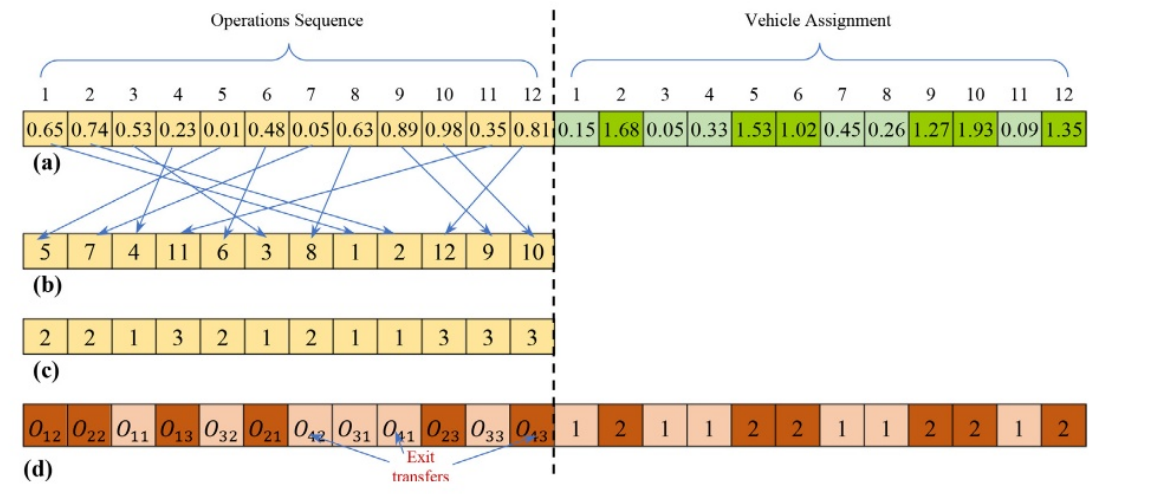 Operations Sequence Vehicle Assignment
1 2 3 4 5 6 7 8 9 10 11 12 1 2 3 4 5 6 7 8 9 10 11 12
0.65 0.74 0.53 0.23 0.01 0.48 0.05 0.63 0.89 0.98 0.35 0.81 0.15 1.68 0.05 0.33 1.53 1.02 0.45 0.26 1.27 1.93 0.09 1.35
(a)
5 7 4 11 6 3 8 1 2 12 9 10
(b)
2 2 1 3 2 1 2 1 1 3 3 3
(c)
O12 O22 O11 O13 O32 O21 O42 O31 O41 O23 O33 O43 1 2 1 1 2 2 1 1 2 2 1 2
(d)
Exit
transfers